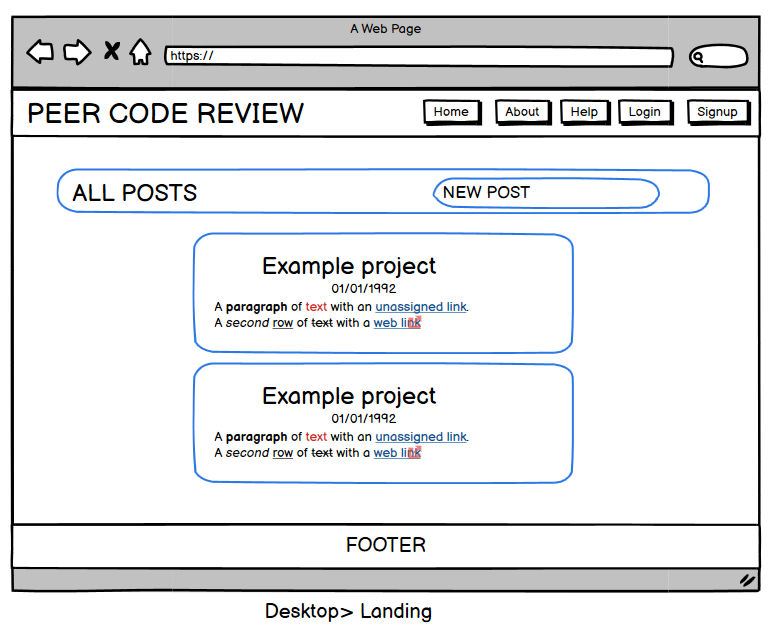 A Web Page
https://
PEER CODE REVIEW
Home
About
Help
Login
Signup
ALL POSTS
NEW POST
Example project
01/01/1992
A paragraph of text with an unassigned link.
A second row of text with a web link
Example project
01/01/1992
A paragraph of text with an unassigned link.
A second row of text with a web link
FOOTER
Desktop> Landing